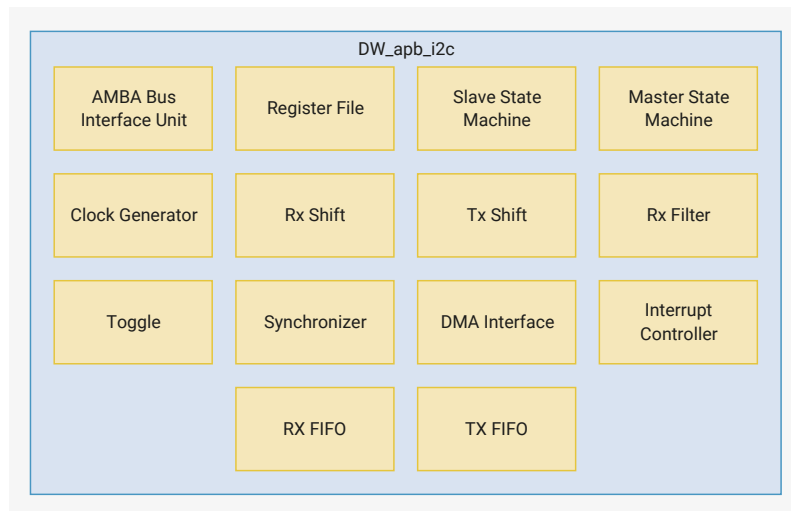 DW_apb_i2c
AMBA Bus
Interface Unit
Register File
Slave State
Machine
Master State
Machine
Clock Generator
Rx Shift
Tx Shift
Rx Filter
Toggle
Synchronizer
DMA Interface
Interrupt
Controller
RX FIFO
TX FIFO